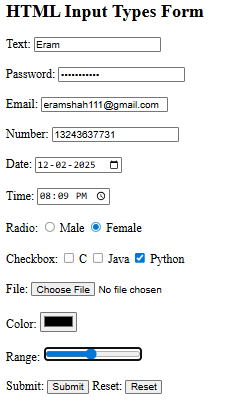 HTML Input Types Form
Text: Eram
Password: •••••••••••
Email: eramshah111@gmail.com
Number: 13243637731
Date: 12-02-2025
Time: 08:09 PM
Radio: Male Female
Checkbox: C Java Python
File: Choose File No file chosen
Color:
Range:
Submit: Submit Reset: Reset